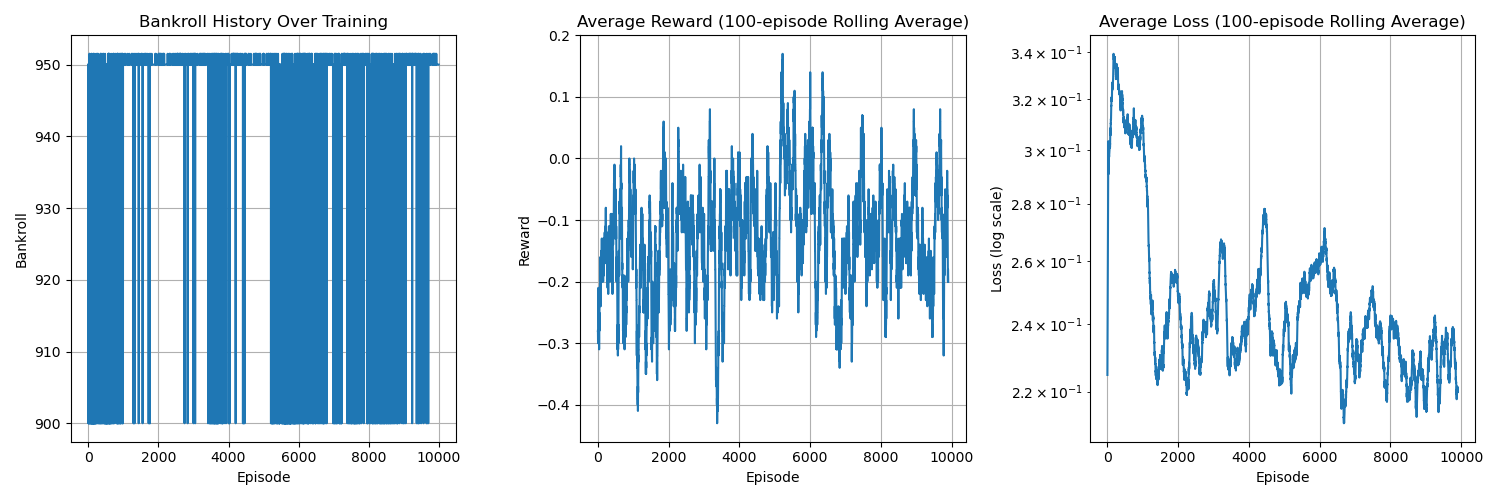 Bankroll History Over Training
Bankroll
950
940
930
920
910
900
0 2000 4000 6000 8000 10000
Episode
Average Reward (100-episode Rolling Average)
Reward
0.2
0.1
0.0
−0.1
−0.2
−0.3
−0.4
0 2000 4000 6000 8000 10000
Episode
Average Loss (100-episode Rolling Average)
Loss (log scale)
3.4 × 10⁻¹
3.2 × 10⁻¹
3 × 10⁻¹
2.8 × 10⁻¹
2.6 × 10⁻¹
2.4 × 10⁻¹
2.2 × 10⁻¹
0 2000 4000 6000 8000 10000
Episode